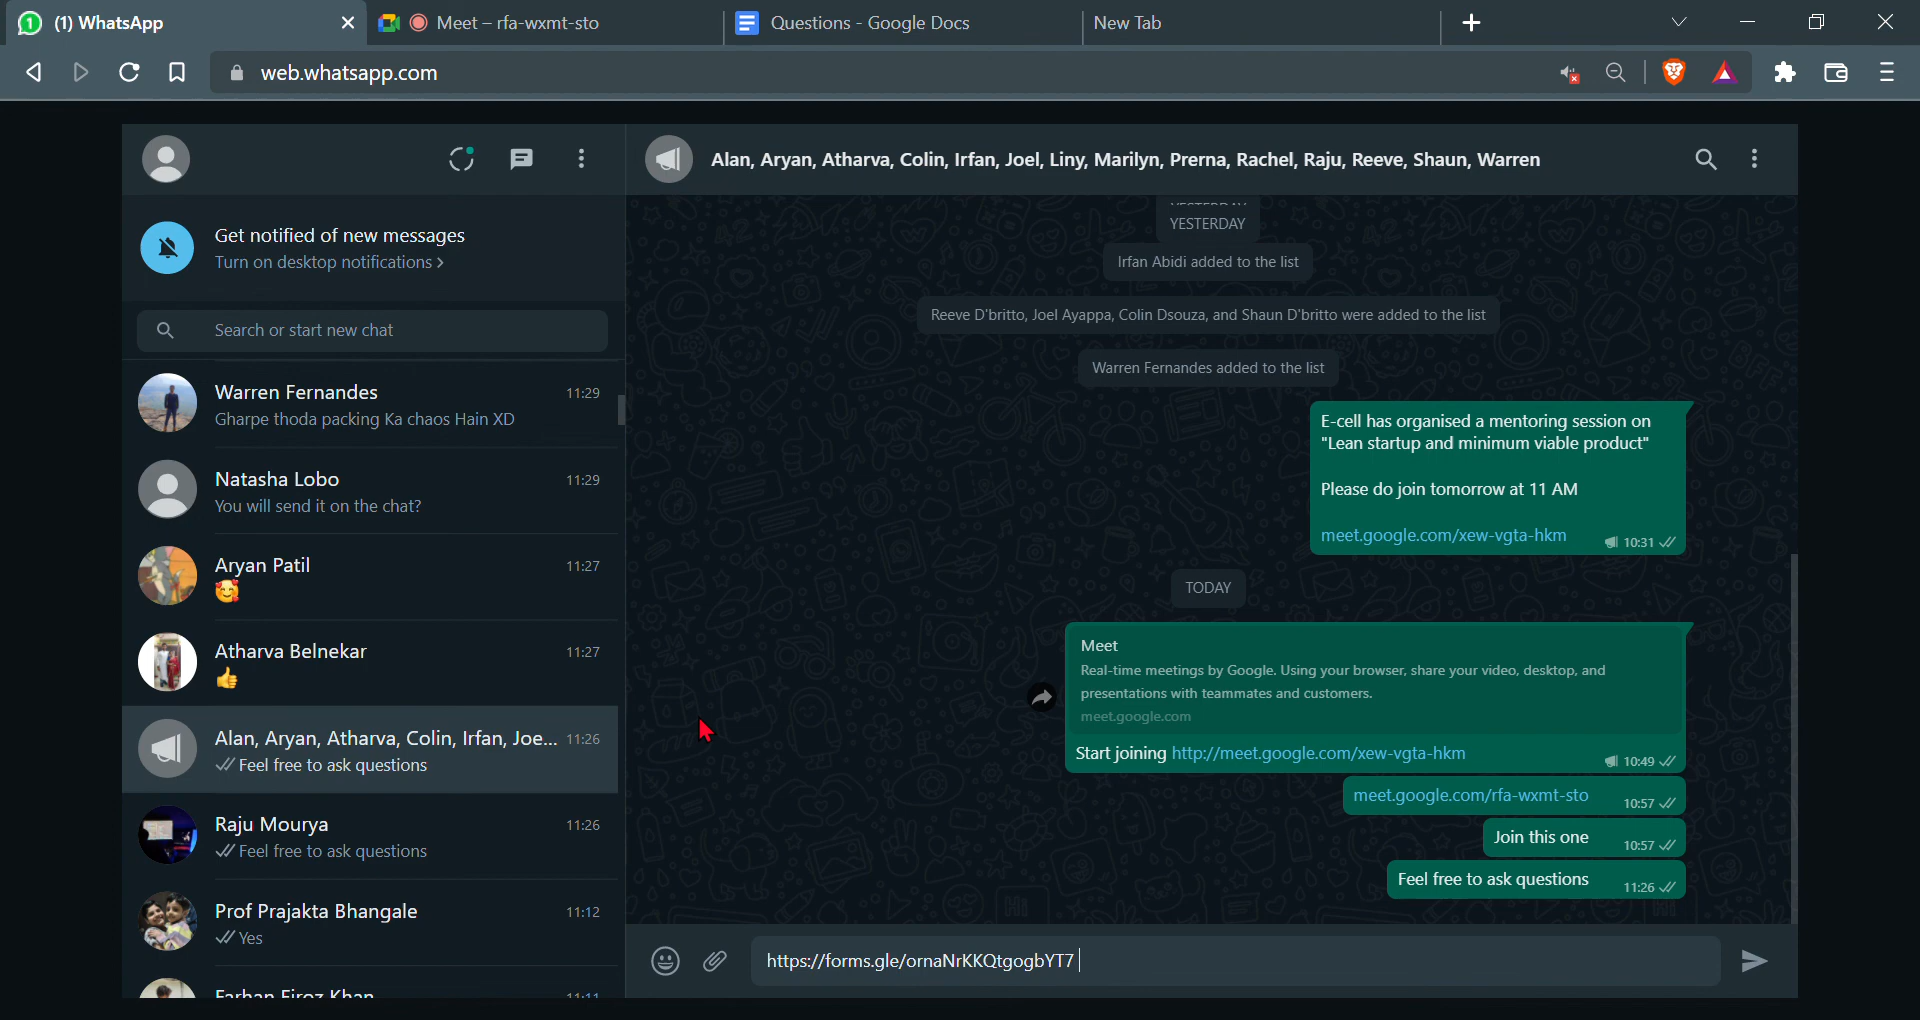 (1) WhatsApp
Meet – rfa-wxmt-sto
Questions - Google Docs
New Tab
web.whatsapp.com
Get notified of new messages
Turn on desktop notifications >
Search or start new chat
Warren Fernandes 11:29
Gharpe thoda packing Ka chaos Hain XD
Natasha Lobo 11:29
You will send it on the chat?
Aryan Patil 11:27
🥰
Atharva Belnekar 11:27
👍
Alan, Aryan, Atharva, Colin, Irfan, Joe... 11:26
Feel free to ask questions
Raju Mourya 11:26
Feel free to ask questions
Prof Prajakta Bhangale 11:12
Yes
Farhan Firoz Khan 11:11
Alan, Aryan, Atharva, Colin, Irfan, Joel, Liny, Marilyn, Prerna, Rachel, Raju, Reeve, Shaun, Warren
YESTERDAY
YESTERDAY
Irfan Abidi added to the list
Reeve D'britto, Joel Ayappa, Colin Dsouza, and Shaun D'britto were added to the list
Warren Fernandes added to the list
E-cell has organised a mentoring session on
"Lean startup and minimum viable product"
Please do join tomorrow at 11 AM
meet.google.com/xew-vgta-hkm 10:31
TODAY
Meet
Real-time meetings by Google. Using your browser, share your video, desktop, and
presentations with teammates and customers.
meet.google.com
Start joining http://meet.google.com/xew-vgta-hkm 10:49
meet.google.com/rfa-wxmt-sto 10:57
Join this one 10:57
Feel free to ask questions 11:26
https://forms.gle/ornaNrKKQtgogbYT7